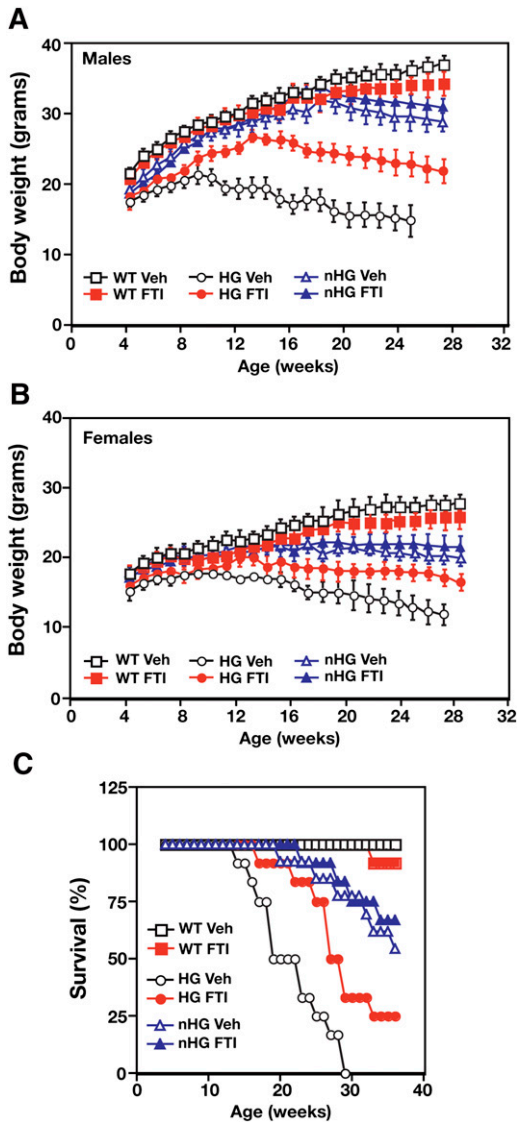 A
Males
Body weight (grams)
40
30
20
10
0
WT Veh HG Veh nHG Veh
WT FTI HG FTI nHG FTI
0 4 8 12 16 20 24 28 32
Age (weeks)
B
Females
Body weight (grams)
40
30
20
10
0
WT Veh HG Veh nHG Veh
WT FTI HG FTI nHG FTI
0 4 8 12 16 20 24 28 32
Age (weeks)
C
Survival (%)
125
100
75
50
25
0
WT Veh
WT FTI
HG Veh
HG FTI
nHG Veh
nHG FTI
0 10 20 30 40
Age (weeks)